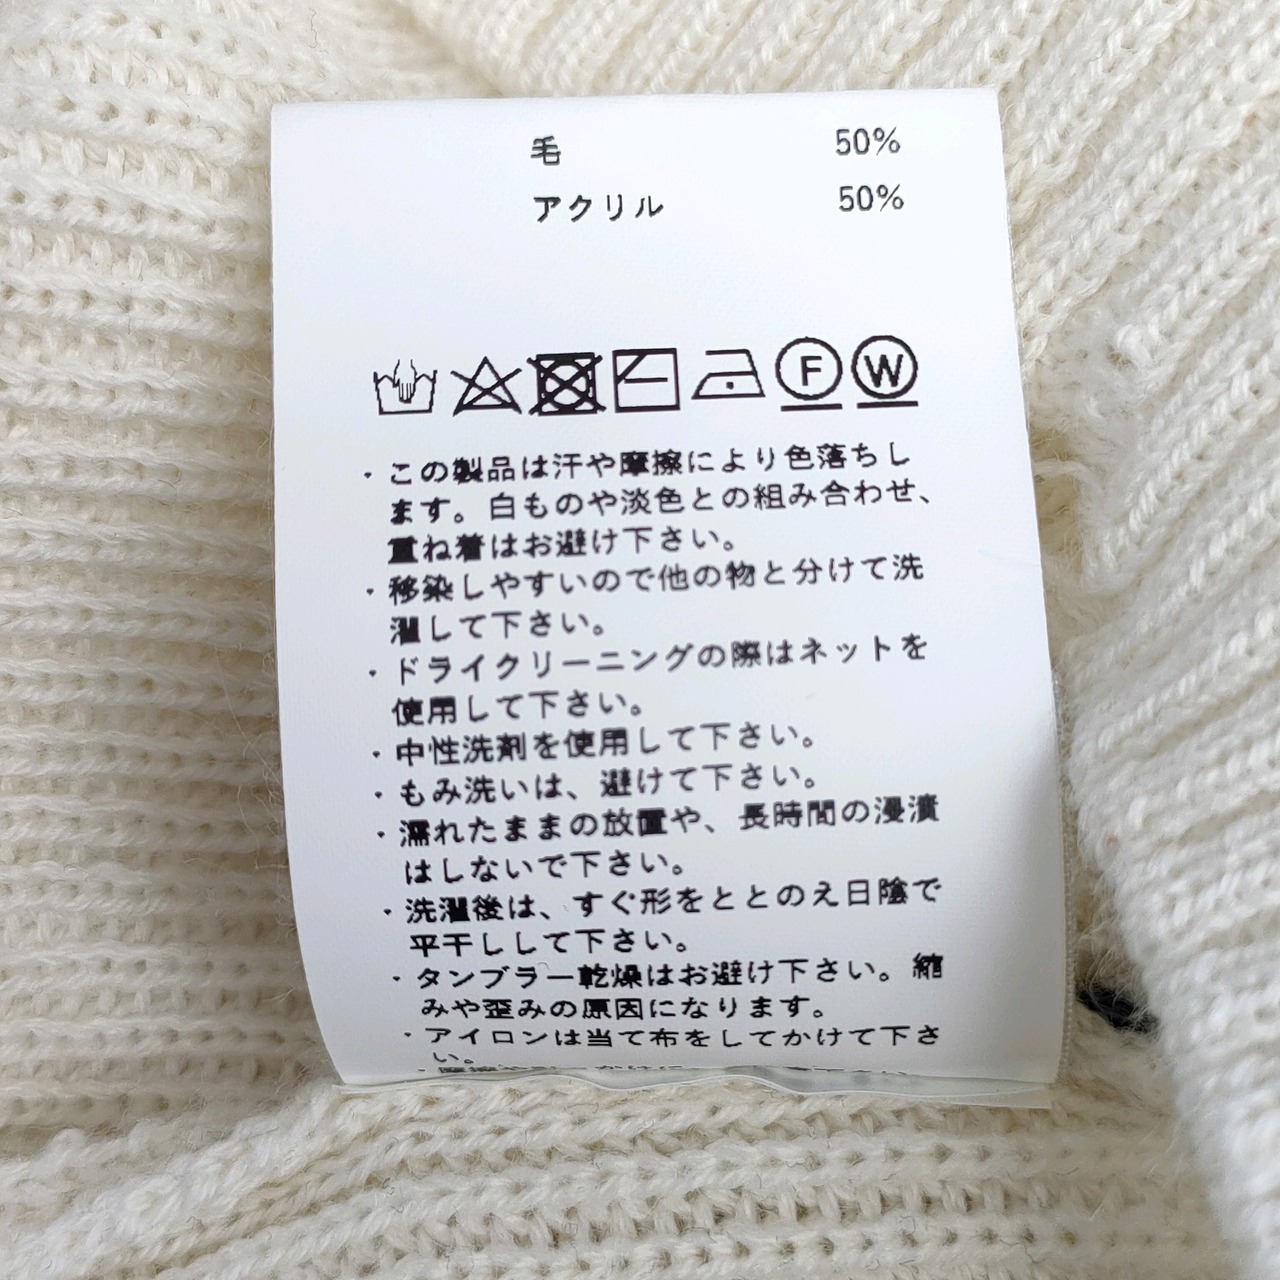 毛 50%
アクリル 50%
F W
・この製品は汗や摩擦により色落ちし
ます。白ものや淡色との組み合わせ、
重ね着はお避け下さい。
・移染しやすいので他の物と分けて洗
濯して下さい。
・ドライクリーニングの際はネットを
使用して下さい。
・中性洗剤を使用して下さい。
・もみ洗いは、避けて下さい。
・濡れたままの放置や、長時間の浸漬
はしないで下さい。
・洗濯後は、すぐ形をととのえ日陰で
平干しして下さい。
・タンブラー乾燥はお避け下さい。縮
みや歪みの原因になります。
・アイロンは当て布をしてかけて下さ
い。